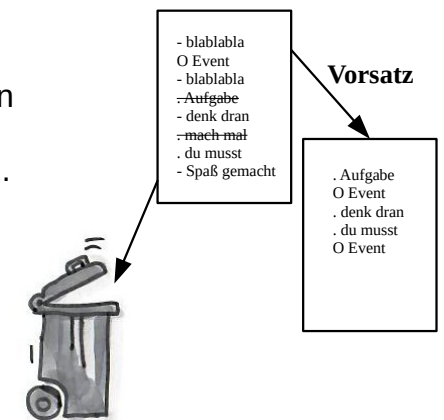 n
.
- blablabla
O Event
- blablabla
. Aufgabe
- denk dran
. mach mal
. du musst
- Spaß gemacht
Vorsatz
. Aufgabe
O Event
. denk dran
. du musst
O Event